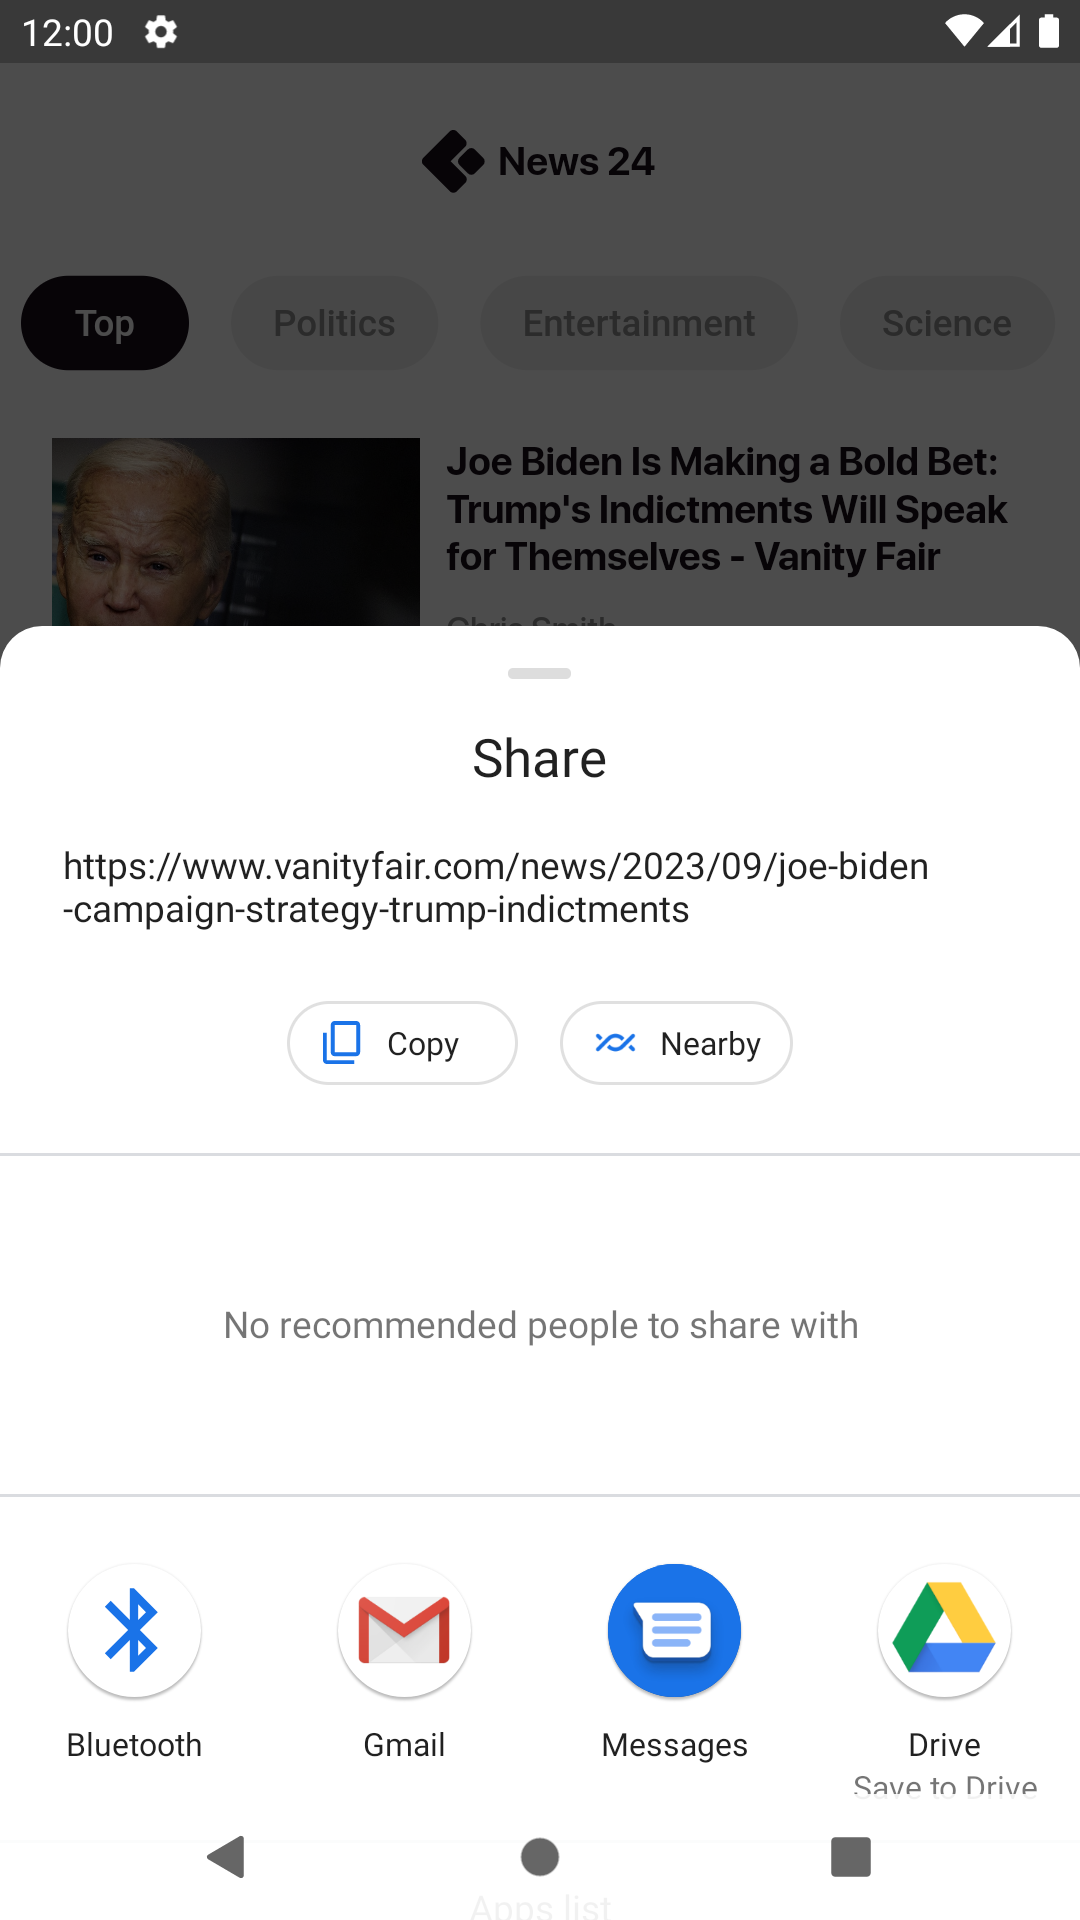 12:00
News 24
Top
Politics
Entertainment
Science
Joe Biden Is Making a Bold Bet:
Trump's Indictments Will Speak
for Themselves - Vanity Fair
Chris Smith
Share
https://www.vanityfair.com/news/2023/09/joe-biden
-campaign-strategy-trump-indictments
Copy
Nearby
No recommended people to share with
Bluetooth
Gmail
Messages
Drive
Save to Drive
Apps list